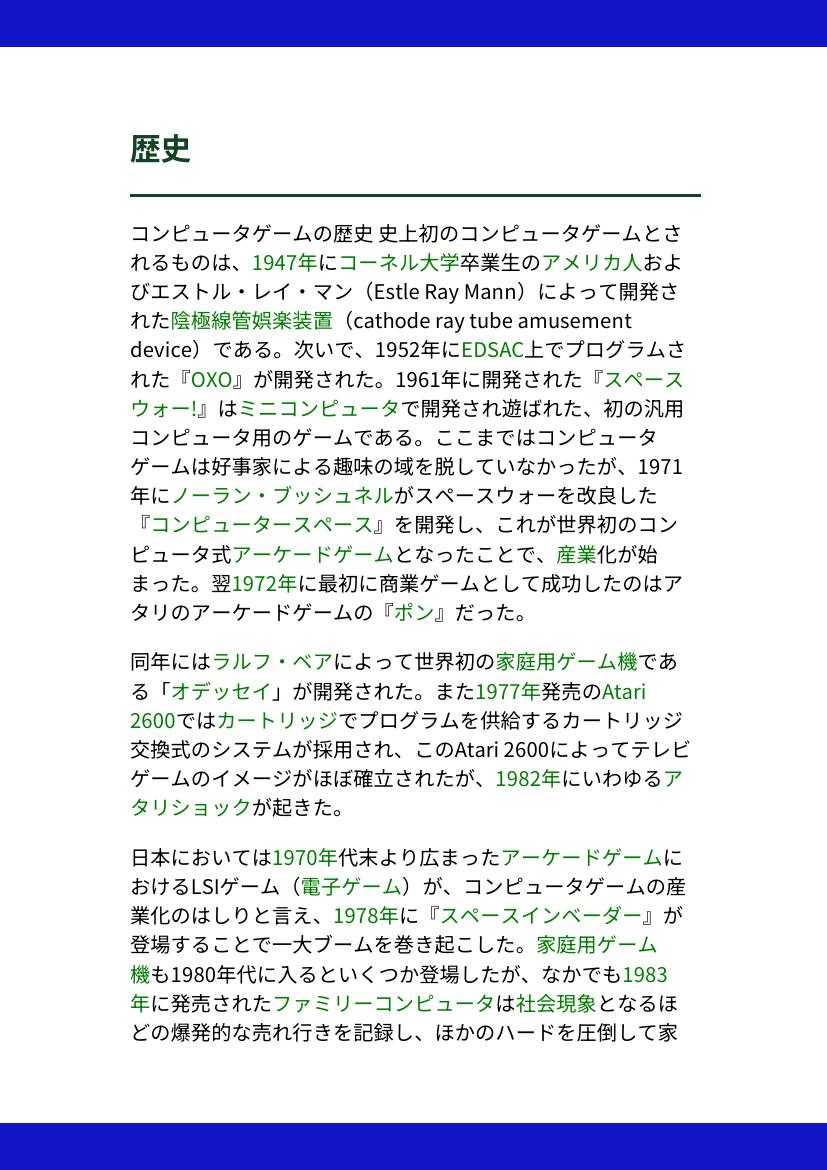 歴史
コンピュータゲームの歴史 史上初のコンピュータゲームとさ
れるものは、1947年にコーネル大学卒業生のアメリカ人およ
びエストル・レイ・マン（Estle Ray Mann）によって開発さ
れた陰極線管娯楽装置（cathode ray tube amusement
device）である。次いで、1952年にEDSAC上でプログラムさ
れた『OXO』が開発された。1961年に開発された『スペース
ウォー!』はミニコンピュータで開発され遊ばれた、初の汎用
コンピュータ用のゲームである。ここまではコンピュータ
ゲームは好事家による趣味の域を脱していなかったが、1971
年にノーラン・ブッシュネルがスペースウォーを改良した
『コンピュータースペース』を開発し、これが世界初のコン
ピュータ式アーケードゲームとなったことで、産業化が始
まった。翌1972年に最初に商業ゲームとして成功したのはア
タリのアーケードゲームの『ポン』だった。
同年にはラルフ・ベアによって世界初の家庭用ゲーム機であ
る「オデッセイ」が開発された。また1977年発売のAtari
2600ではカートリッジでプログラムを供給するカートリッジ
交換式のシステムが採用され、このAtari 2600によってテレビ
ゲームのイメージがほぼ確立されたが、1982年にいわゆるア
タリショックが起きた。
日本においては1970年代末より広まったアーケードゲームに
おけるLSIゲーム（電子ゲーム）が、コンピュータゲームの産
業化のはしりと言え、1978年に『スペースインベーダー』が
登場することで一大ブームを巻き起こした。家庭用ゲーム
機も1980年代に入るといくつか登場したが、なかでも1983
年に発売されたファミリーコンピュータは社会現象となるほ
どの爆発的な売れ行きを記録し、ほかのハードを圧倒して家